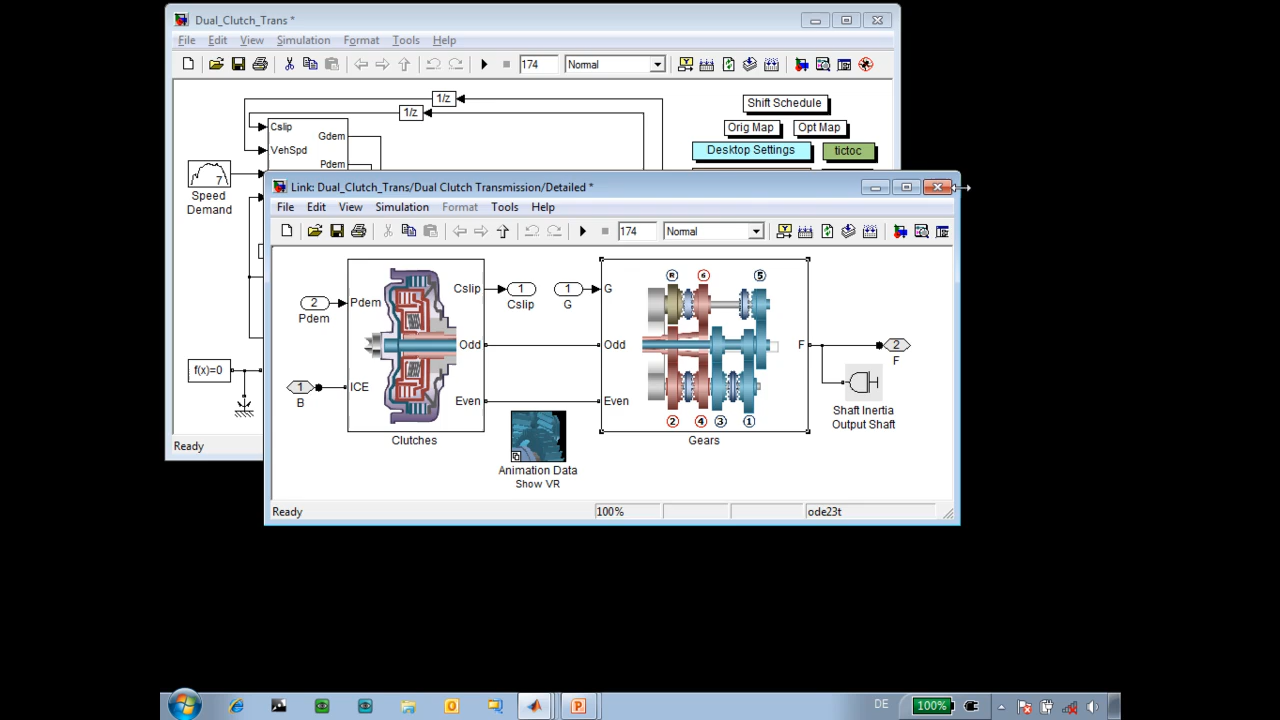 Dual_Clutch_Trans *
File Edit View Simulation Format Tools Help
174 Normal
1/z
1/z
Cslip
Gdem
VehSpd
Pdem
7
Speed
Demand
f(x)=0
Ready
Shift Schedule
Orig Map Opt Map
Desktop Settings tictoc
Link: Dual_Clutch_Trans/Dual Clutch Transmission/Detailed *
File Edit View Simulation Format Tools Help
174 Normal
2
Pdem
Pdem
Cslip
1
Cslip
1
G
G
R 6 5
Odd
Odd
F
2
F
1
B
ICE
Even
Even
2 4 3 1
Clutches
Gears
Shaft Inertia
Output Shaft
Animation Data
Show VR
Ready 100% ode23t
DE 100%